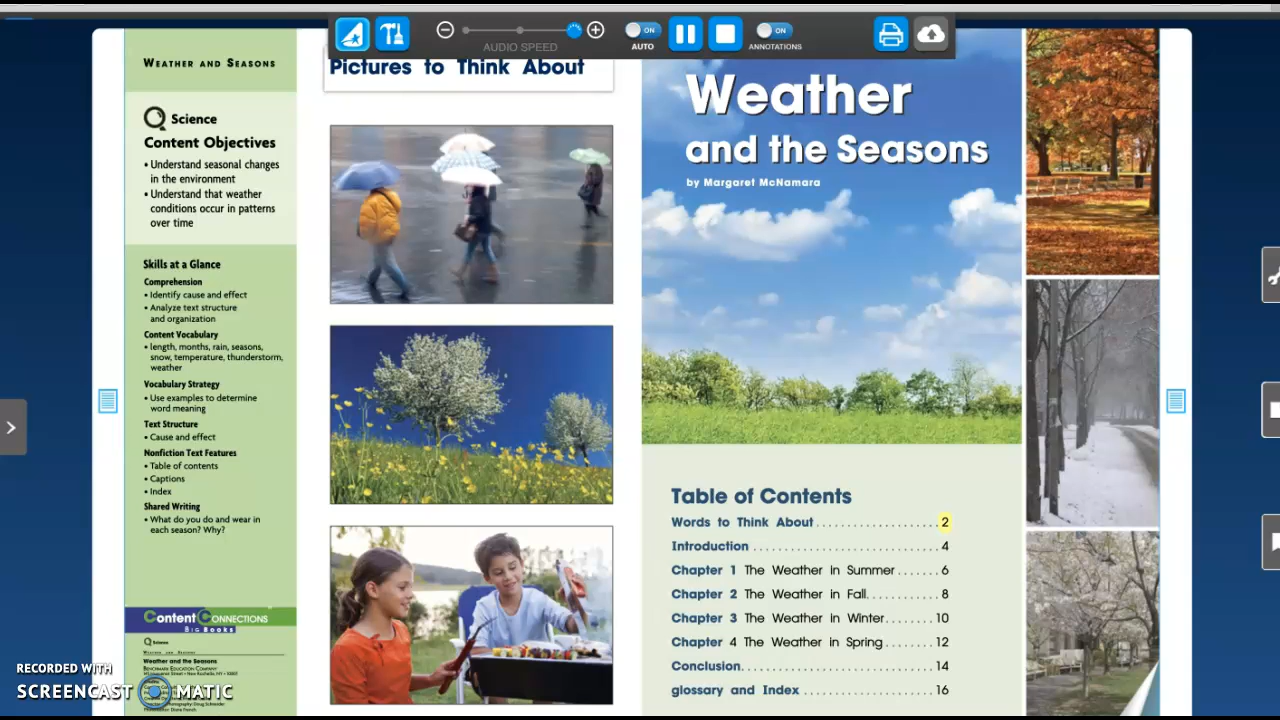 AUDIO SPEED
ON
AUTO
ON
ANNOTATIONS
WEATHER AND SEASONS
Science
Content Objectives
• Understand seasonal changes
in the environment
• Understand that weather
conditions occur in patterns
over time
Skills at a Glance
Comprehension
• Identify cause and effect
• Analyze text structure
and organization
Content Vocabulary
• length, months, rain, seasons,
snow, temperature, thunderstorm,
weather
Vocabulary Strategy
• Use examples to determine
word meaning
Text Structure
• Cause and effect
Nonfiction Text Features
• Table of contents
• Captions
• Index
Shared Writing
• What do you do and wear in
each season? Why?
Content Connections
BIG BOOKS
Science
WEATHER AND SEASONS
Weather and the Seasons
BENCHMARK EDUCATION COMPANY
Pictures to Think About
Weather
and the Seasons
by Margaret McNamara
Table of Contents
Words to Think About ................ 2
Introduction ................ 4
Chapter 1 The Weather in Summer ...... 6
Chapter 2 The Weather in Fall.......... 8
Chapter 3 The Weather in Winter........ 10
Chapter 4 The Weather in Spring ........ 12
Conclusion................ 14
glossary and Index ................ 16
RECORDED WITH
SCREENCAST MATIC